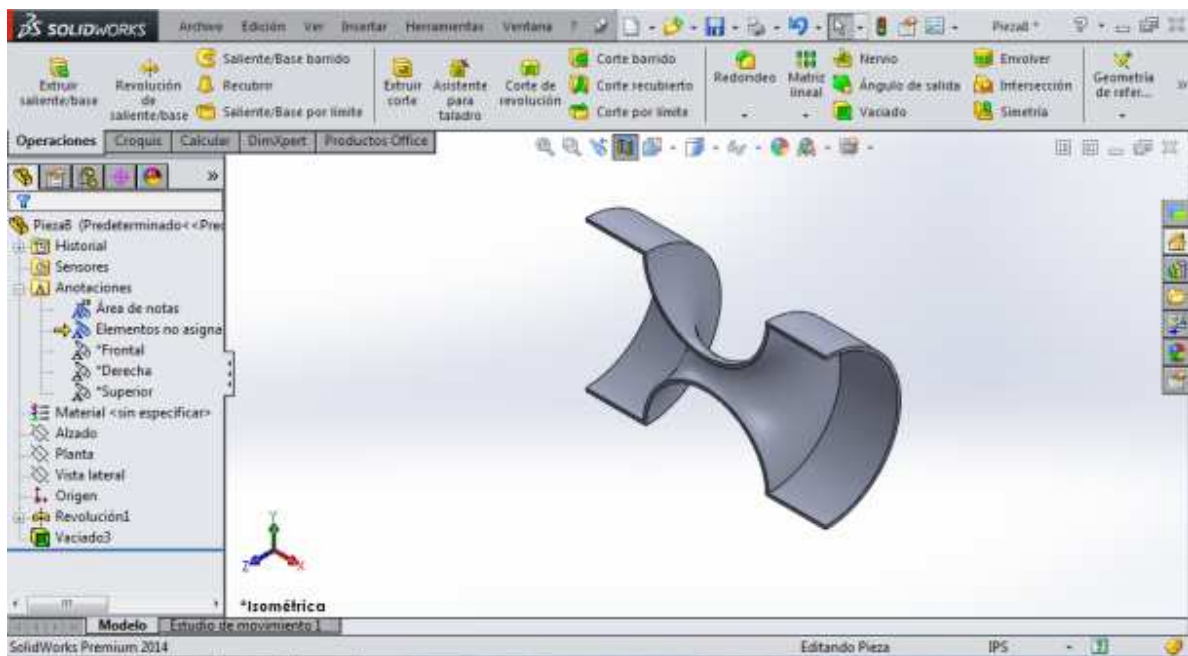 SOLIDWORKS Archivo Edición Ver Insertar Herramientas Ventana ? Pieza8 *
Extruir saliente/base
Revolución de saliente/base
Saliente/Base barrido
Recubrir
Saliente/Base por límite
Extruir corte
Asistente para taladro
Corte de revolución
Corte barrido
Corte recubierto
Corte por límite
Redondeo
Matriz lineal
Nervio
Ángulo de salida
Vaciado
Envolver
Intersección
Simetría
Geometría de refer...
Operaciones Croquis Calcular DimXpert Productos Office
Pieza8 (Predeterminado<<Pred
Historial
Sensores
Anotaciones
Área de notas
Elementos no asigna
*Frontal
*Derecha
*Superior
Material <sin especificar>
Alzado
Planta
Vista lateral
Origen
Revolución1
Vaciado3
Y
Z
X
*Isométrica
Modelo Estudio de movimiento 1
SolidWorks Premium 2014 Editando Pieza IPS